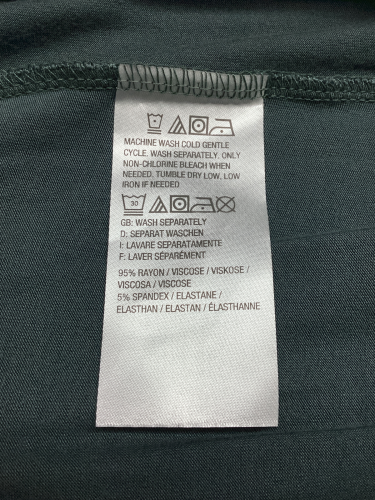 MACHINE WASH COLD GENTLE
CYCLE. WASH SEPARATELY. ONLY
NON-CHLORINE BLEACH WHEN
NEEDED. TUMBLE DRY LOW, LOW
IRON IF NEEDED
30
GB: WASH SEPARATELY
D: SEPARAT WASCHEN
I: LAVARE SEPARATAMENTE
F: LAVER SÉPARÉMENT
95% RAYON / VISCOSE / VISKOSE /
VISCOSA / VISCOSE
5% SPANDEX / ELASTANE /
ELASTHAN / ELASTAN / ÉLASTHANNE